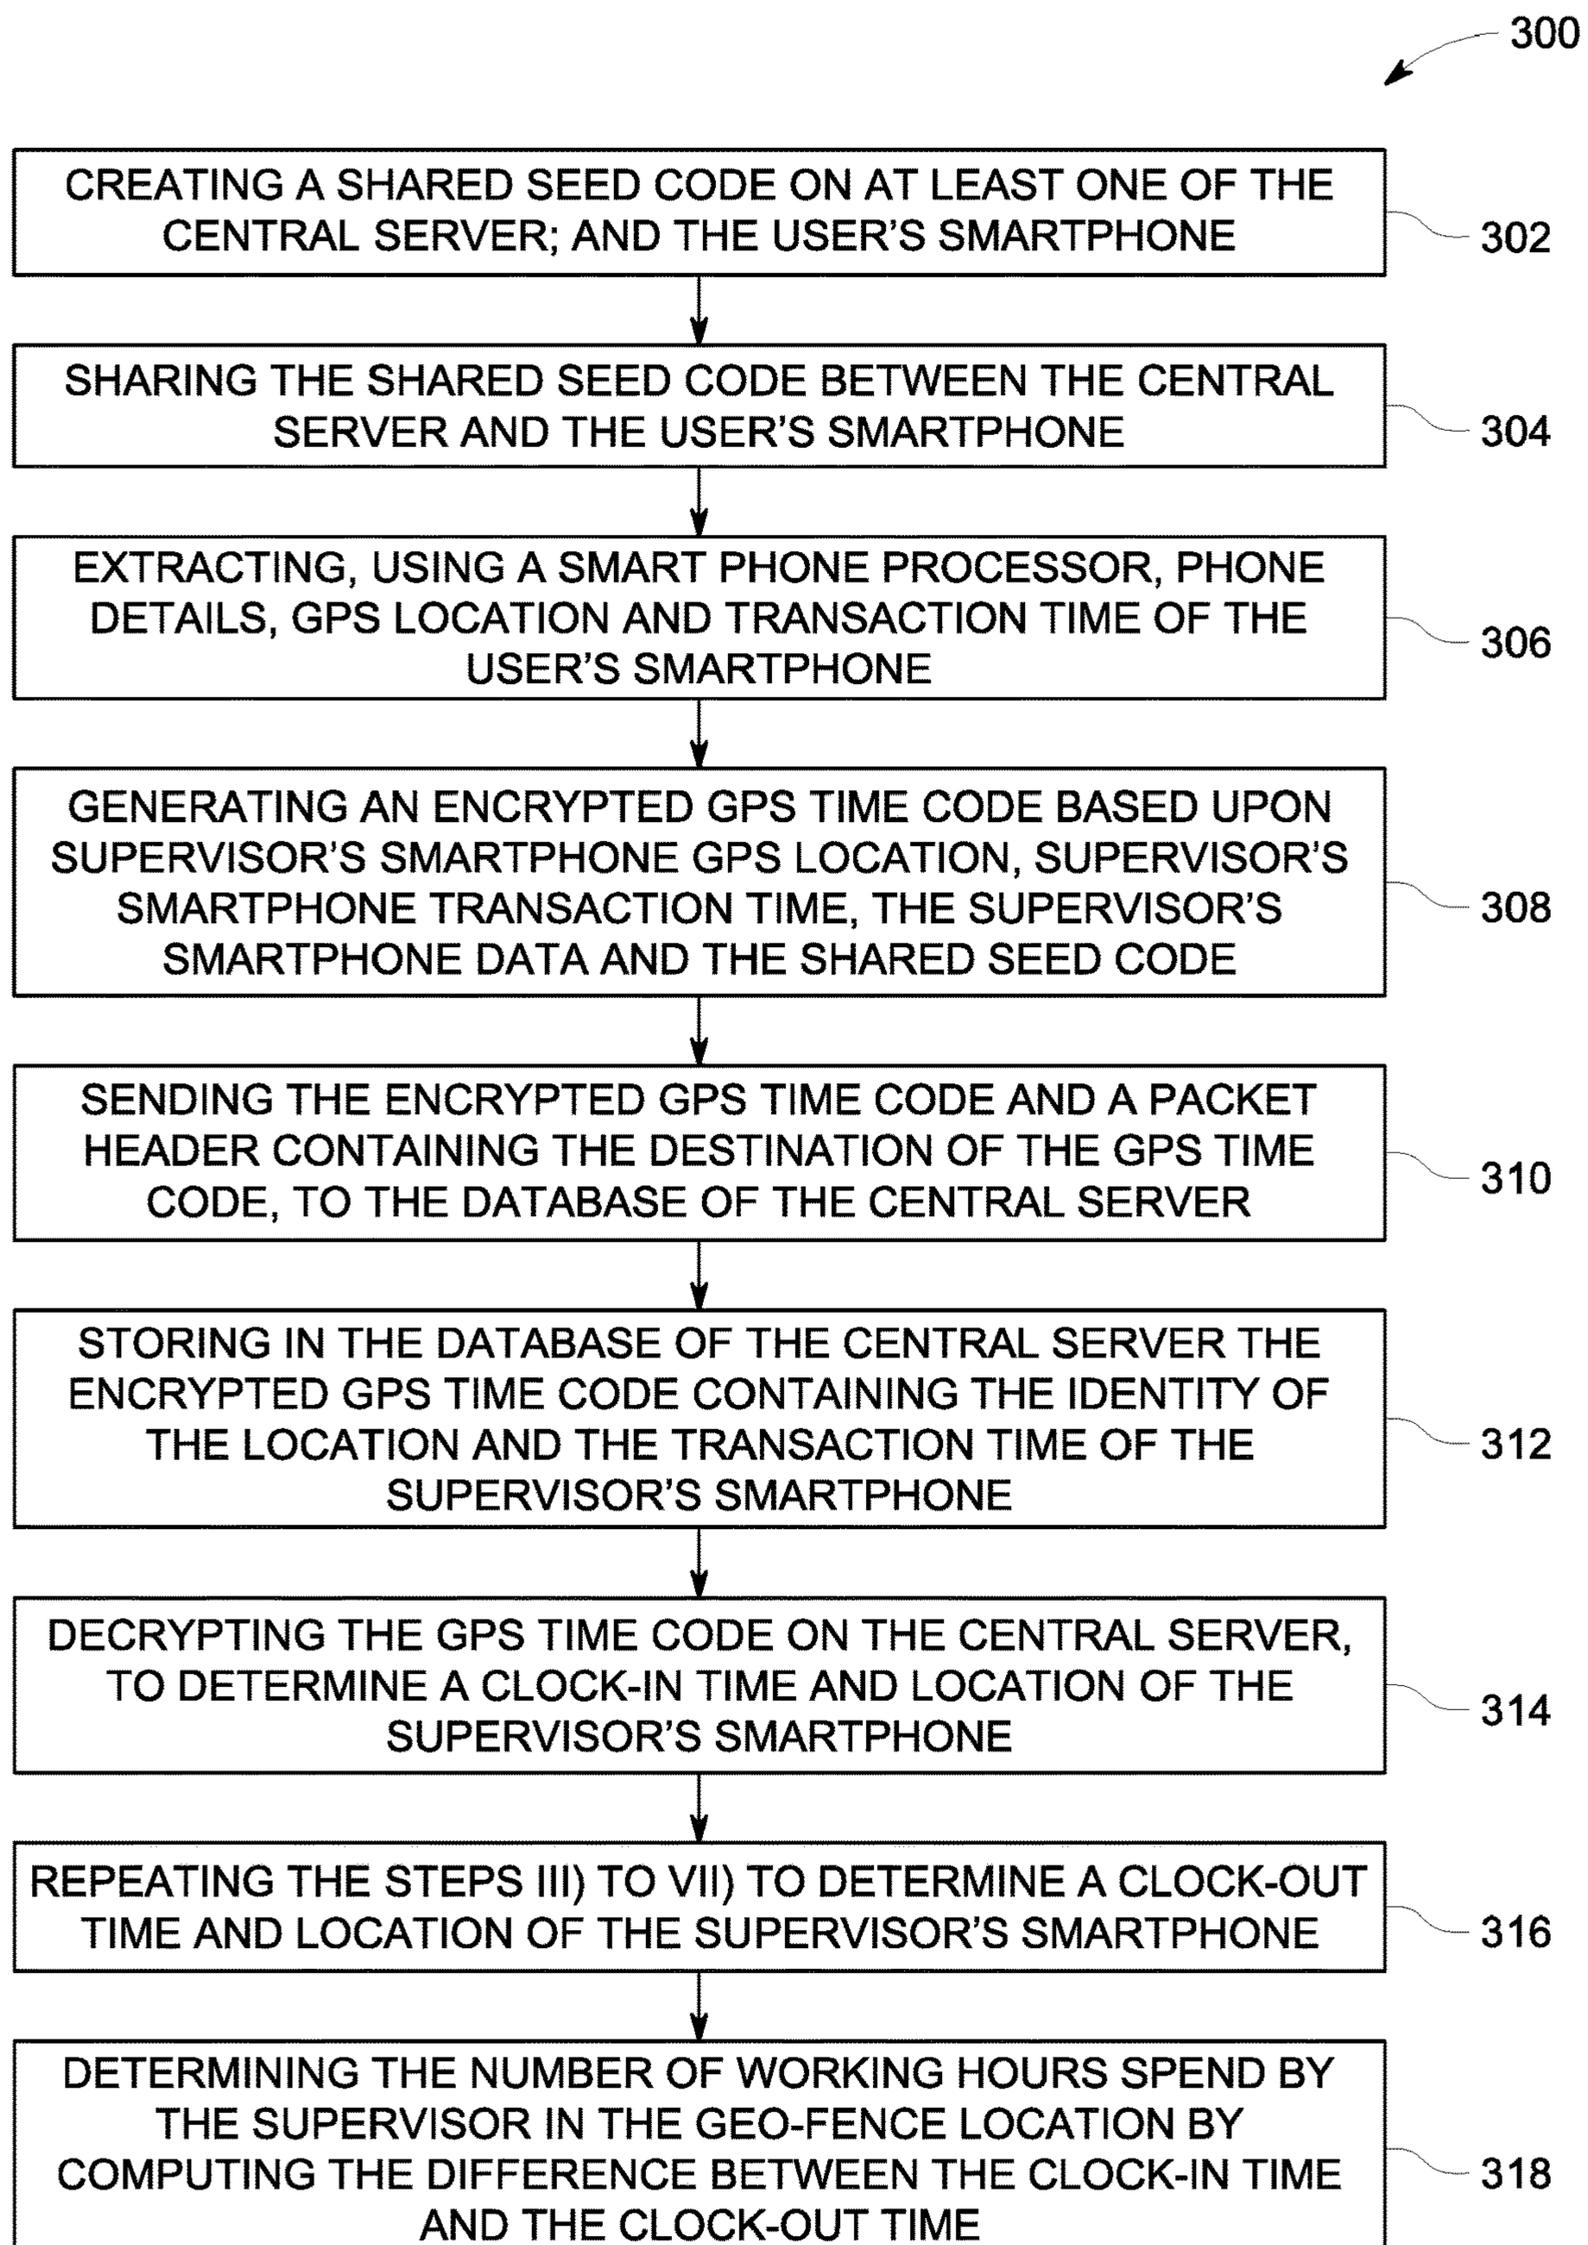 300
CREATING A SHARED SEED CODE ON AT LEAST ONE OF THE
CENTRAL SERVER; AND THE USER'S SMARTPHONE
302
SHARING THE SHARED SEED CODE BETWEEN THE CENTRAL
SERVER AND THE USER'S SMARTPHONE
304
EXTRACTING, USING A SMART PHONE PROCESSOR, PHONE
DETAILS, GPS LOCATION AND TRANSACTION TIME OF THE
USER'S SMARTPHONE
306
GENERATING AN ENCRYPTED GPS TIME CODE BASED UPON
SUPERVISOR'S SMARTPHONE GPS LOCATION, SUPERVISOR'S
SMARTPHONE TRANSACTION TIME, THE SUPERVISOR'S
SMARTPHONE DATA AND THE SHARED SEED CODE
308
SENDING THE ENCRYPTED GPS TIME CODE AND A PACKET
HEADER CONTAINING THE DESTINATION OF THE GPS TIME
CODE, TO THE DATABASE OF THE CENTRAL SERVER
310
STORING IN THE DATABASE OF THE CENTRAL SERVER THE
ENCRYPTED GPS TIME CODE CONTAINING THE IDENTITY OF
THE LOCATION AND THE TRANSACTION TIME OF THE
SUPERVISOR'S SMARTPHONE
312
DECRYPTING THE GPS TIME CODE ON THE CENTRAL SERVER,
TO DETERMINE A CLOCK-IN TIME AND LOCATION OF THE
SUPERVISOR'S SMARTPHONE
314
REPEATING THE STEPS III) TO VII) TO DETERMINE A CLOCK-OUT
TIME AND LOCATION OF THE SUPERVISOR'S SMARTPHONE
316
DETERMINING THE NUMBER OF WORKING HOURS SPEND BY
THE SUPERVISOR IN THE GEO-FENCE LOCATION BY
COMPUTING THE DIFFERENCE BETWEEN THE CLOCK-IN TIME
AND THE CLOCK-OUT TIME
318